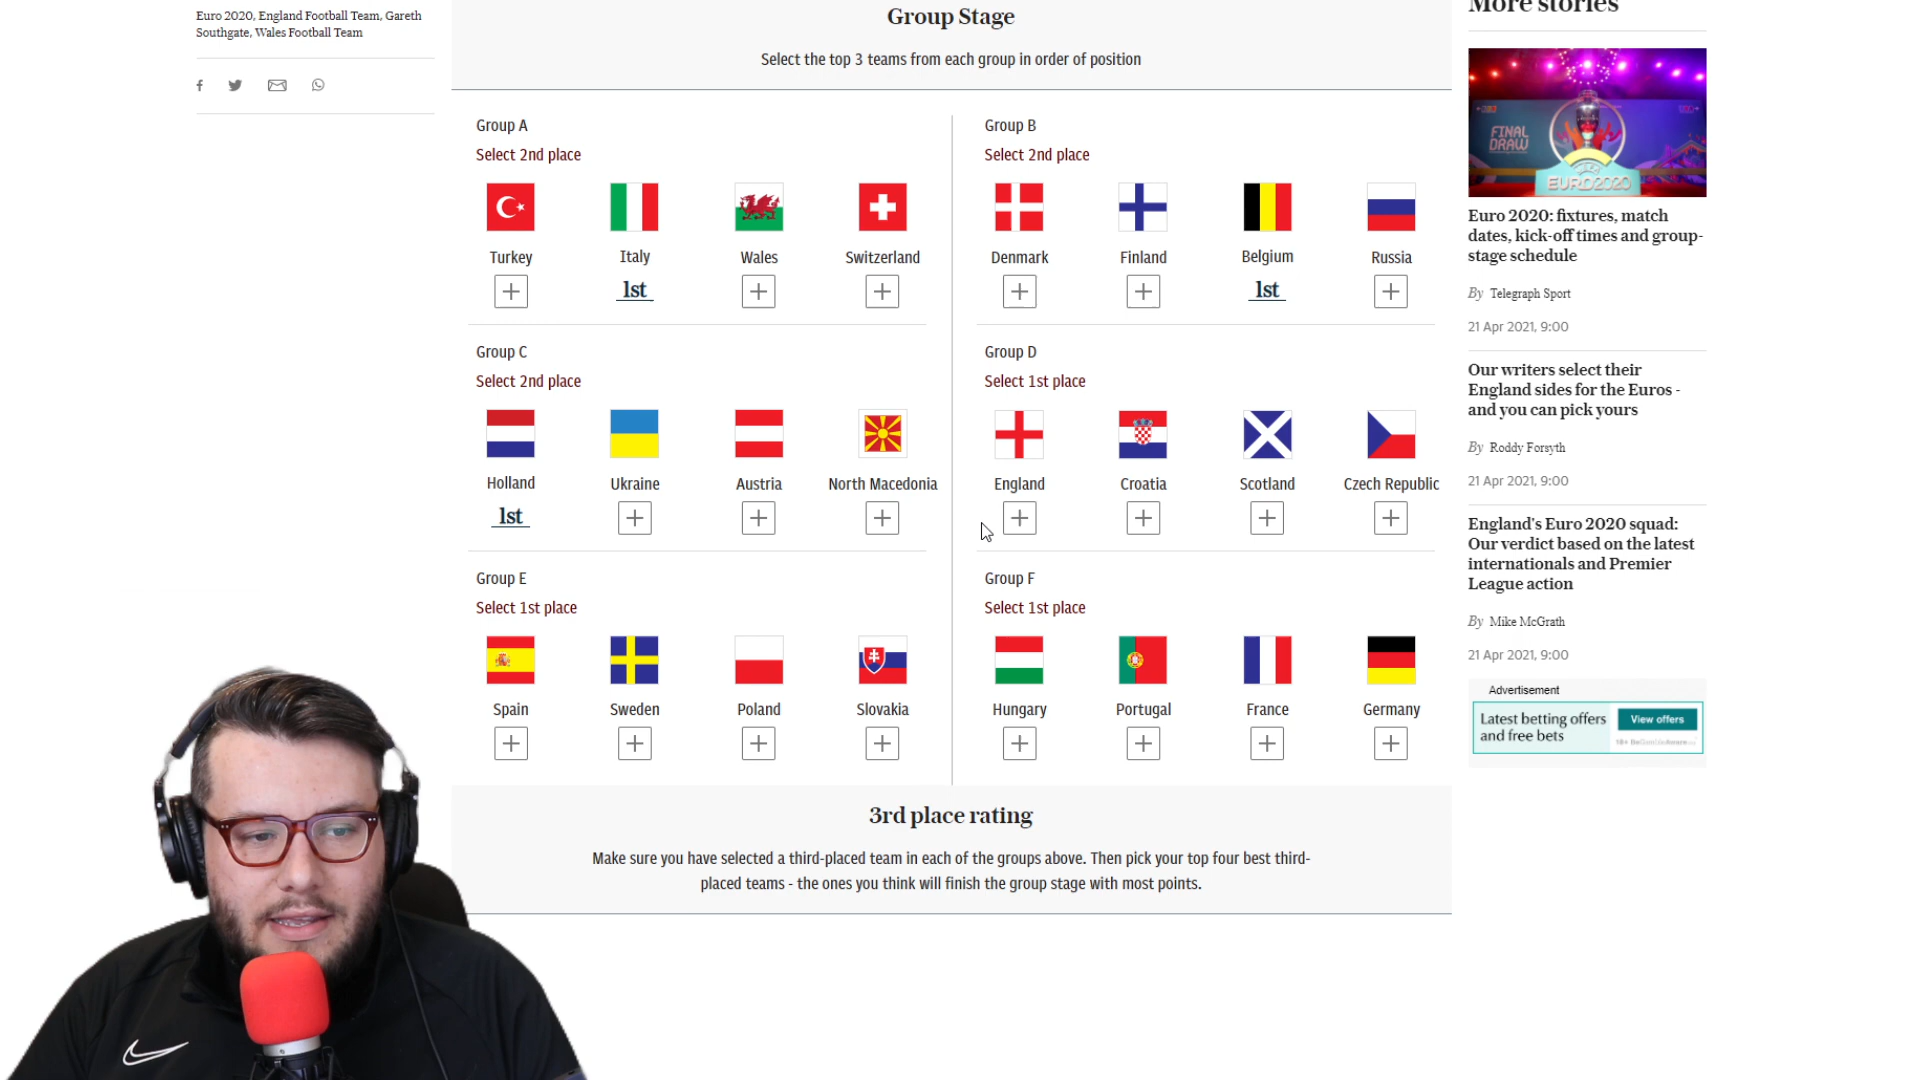 Euro 2020, England Football Team, Gareth
Southgate, Wales Football Team
Group Stage
Select the top 3 teams from each group in order of position
Group A
Select 2nd place
Turkey
Italy
Wales
Switzerland
1st
Group B
Select 2nd place
Denmark
Finland
Belgium
Russia
1st
Group C
Select 2nd place
Holland
Ukraine
Austria
North Macedonia
1st
Group D
Select 1st place
England
Croatia
Scotland
Czech Republic
Group E
Select 1st place
Spain
Sweden
Poland
Slovakia
Group F
Select 1st place
Hungary
Portugal
France
Germany
3rd place rating
Make sure you have selected a third-placed team in each of the groups above. Then pick your top four best third-
placed teams - the ones you think will finish the group stage with most points.
More stories
FINAL
DRAW
EURO2020
Euro 2020: fixtures, match
dates, kick-off times and group-
stage schedule
By Telegraph Sport
21 Apr 2021, 9:00
Our writers select their
England sides for the Euros -
and you can pick yours
By Roddy Forsyth
21 Apr 2021, 9:00
England's Euro 2020 squad:
Our verdict based on the latest
internationals and Premier
League action
By Mike McGrath
21 Apr 2021, 9:00
Advertisement
Latest betting offers
and free bets
View offers